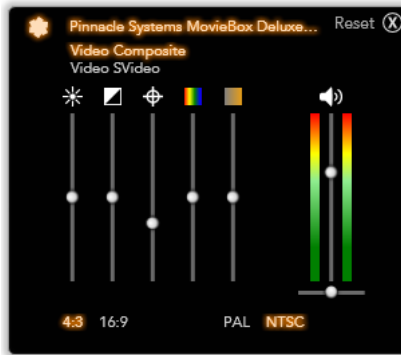 Pinnacle Systems MovieBox Deluxe... Reset X
Video Composite
Video SVideo
4:3 16:9 PAL NTSC